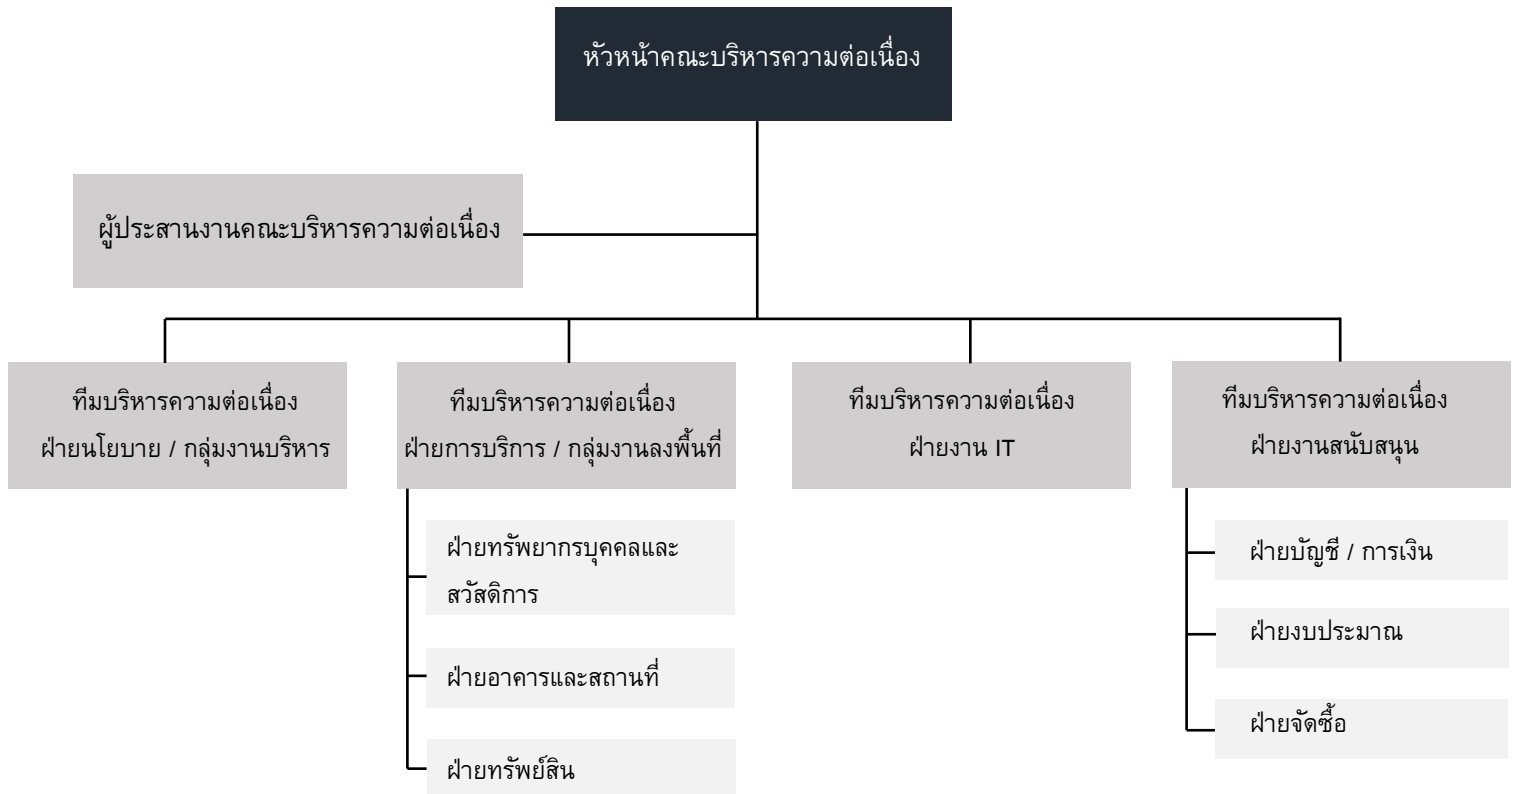 หัวหน้าคณะบริหารความต่อเนื่อง
ผู้ประสานงานคณะบริหารความต่อเนื่อง
ทีมบริหารความต่อเนื่อง
ฝ่ายนโยบาย / กลุ่มงานบริหาร
ทีมบริหารความต่อเนื่อง
ฝ่ายการบริการ / กลุ่มงานลงพื้นที่
ทีมบริหารความต่อเนื่อง
ฝ่ายงาน IT
ทีมบริหารความต่อเนื่อง
ฝ่ายงานสนับสนุน
ฝ่ายทรัพยากรบุคคลและ
สวัสดิการ
ฝ่ายอาคารและสถานที่
ฝ่ายทรัพย์สิน
ฝ่ายบัญชี / การเงิน
ฝ่ายงบประมาณ
ฝ่ายจัดซื้อ